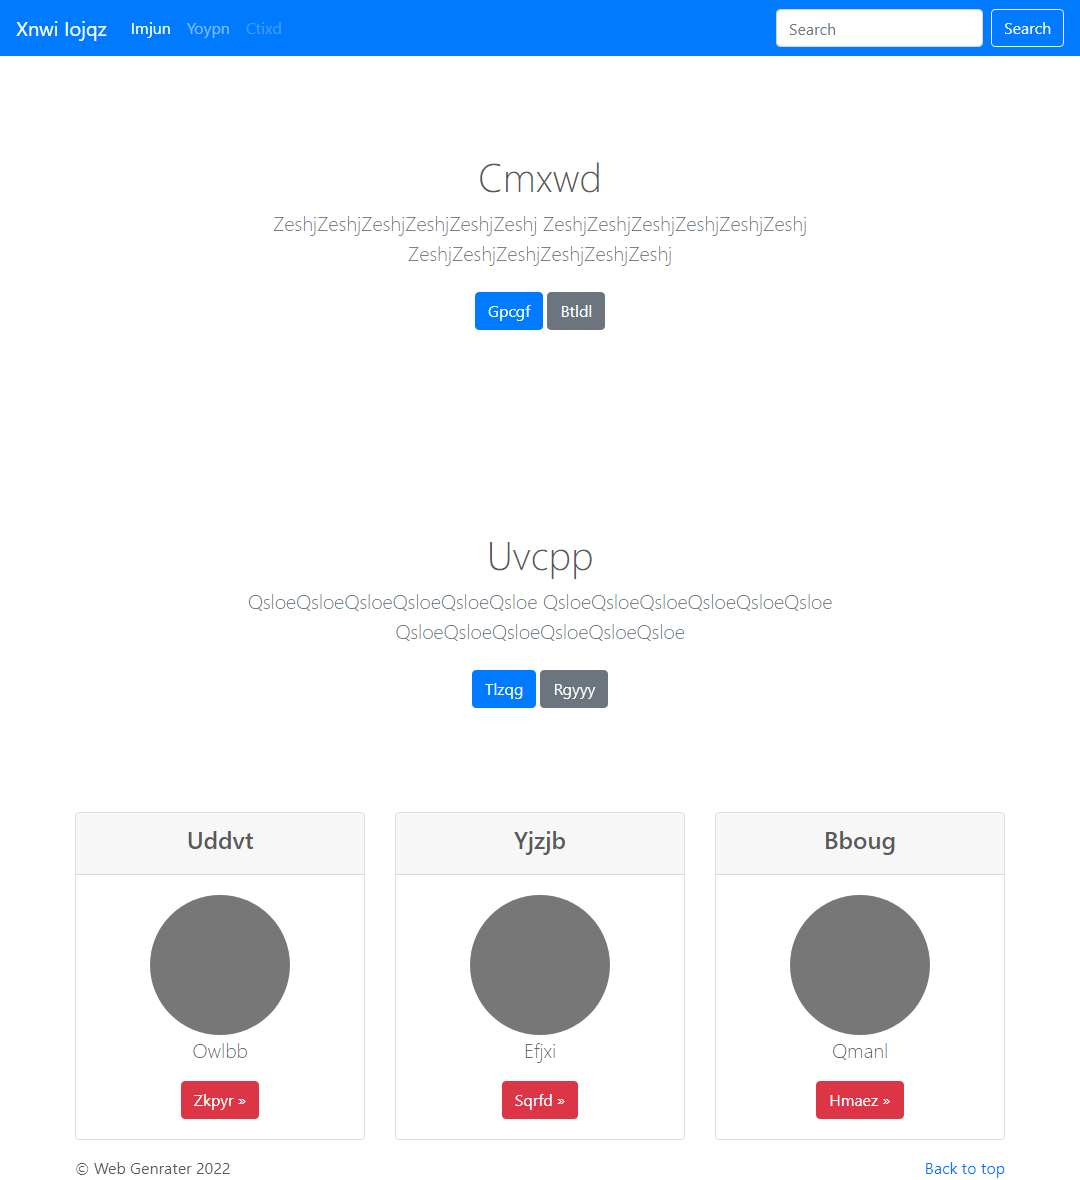 Xnwi Iojqz Imjun Yoypn Ctixd Search Search
Cmxwd
ZeshjZeshjZeshjZeshjZeshjZeshj ZeshjZeshjZeshjZeshjZeshjZeshj
ZeshjZeshjZeshjZeshjZeshjZeshj
Gpcgf Btldl
Uvcpp
QsloeQsloeQsloeQsloeQsloeQsloe QsloeQsloeQsloeQsloeQsloeQsloe
QsloeQsloeQsloeQsloeQsloeQsloe
Tlzqg Rgyyy
Uddvt Yjzjb Bboug
Owlbb Efjxi Qmanl
Zkpyr » Sqrfd » Hmaez »
© Web Genrater 2022 Back to top